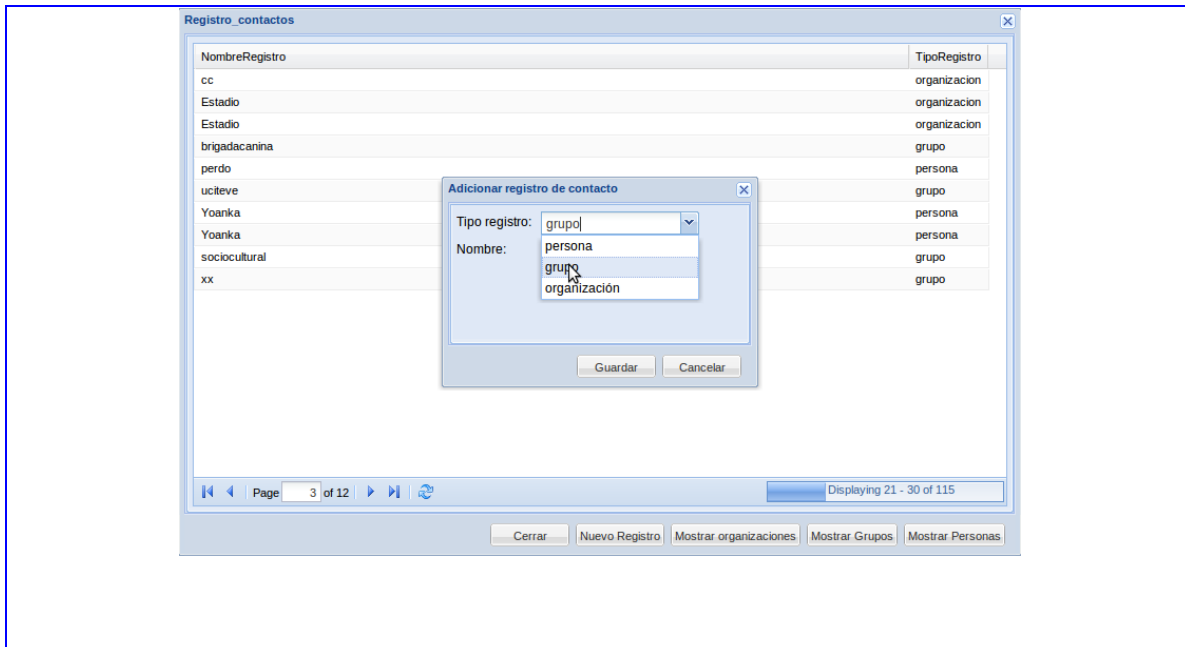 Registro_contactos
NombreRegistro TipoRegistro
cc organizacion
Estadio organizacion
Estadio organizacion
brigadacanina grupo
perdo persona
uciteve grupo
Yoanka persona
Yoanka persona
sociocultural grupo
xx grupo
Adicionar registro de contacto
Tipo registro: grupo
Nombre:
persona
grupo
organización
Guardar Cancelar
Page 3 of 12 Displaying 21 - 30 of 115
Cerrar Nuevo Registro Mostrar organizaciones Mostrar Grupos Mostrar Personas